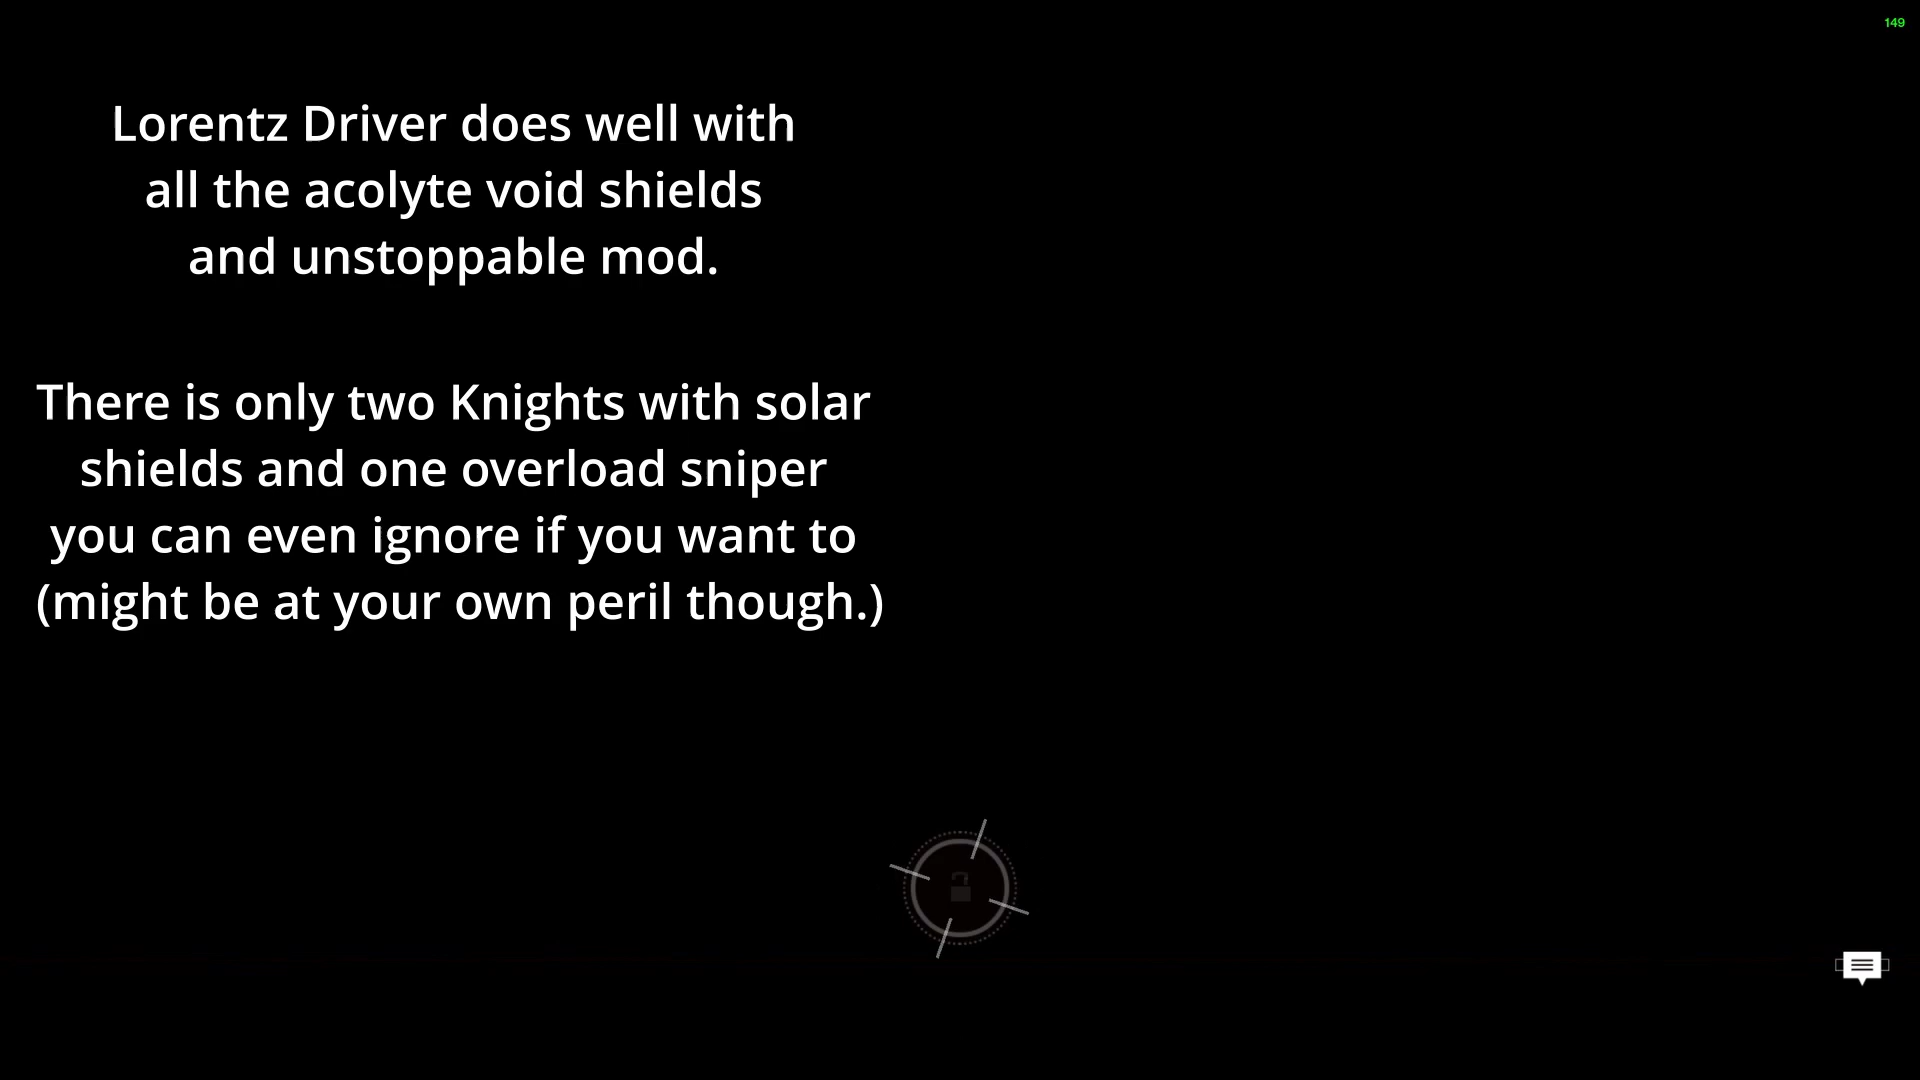 149
Lorentz Driver does well with
all the acolyte void shields
and unstoppable mod.
There is only two Knights with solar
shields and one overload sniper
you can even ignore if you want to
(might be at your own peril though.)